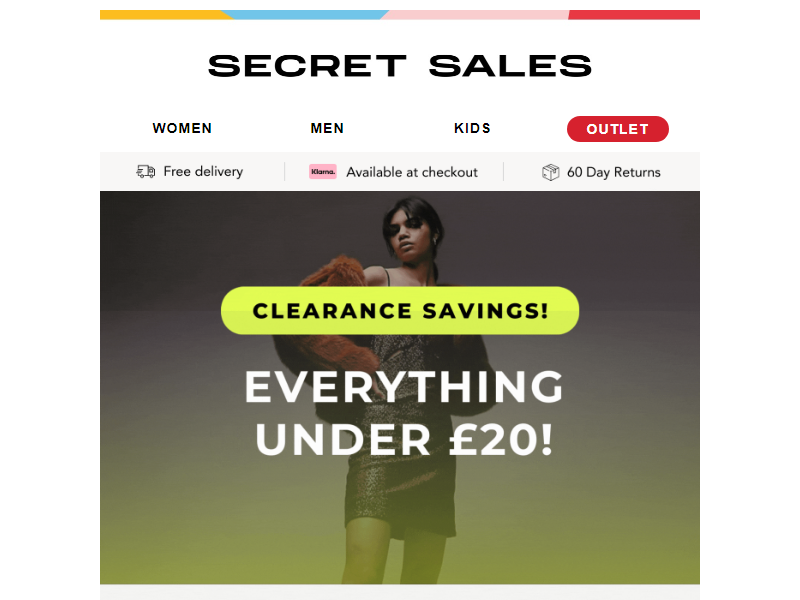 SECRET SALES
WOMEN MEN KIDS OUTLET
Free delivery Klarna. Available at checkout 60 Day Returns
CLEARANCE SAVINGS!
EVERYTHING
UNDER £20!